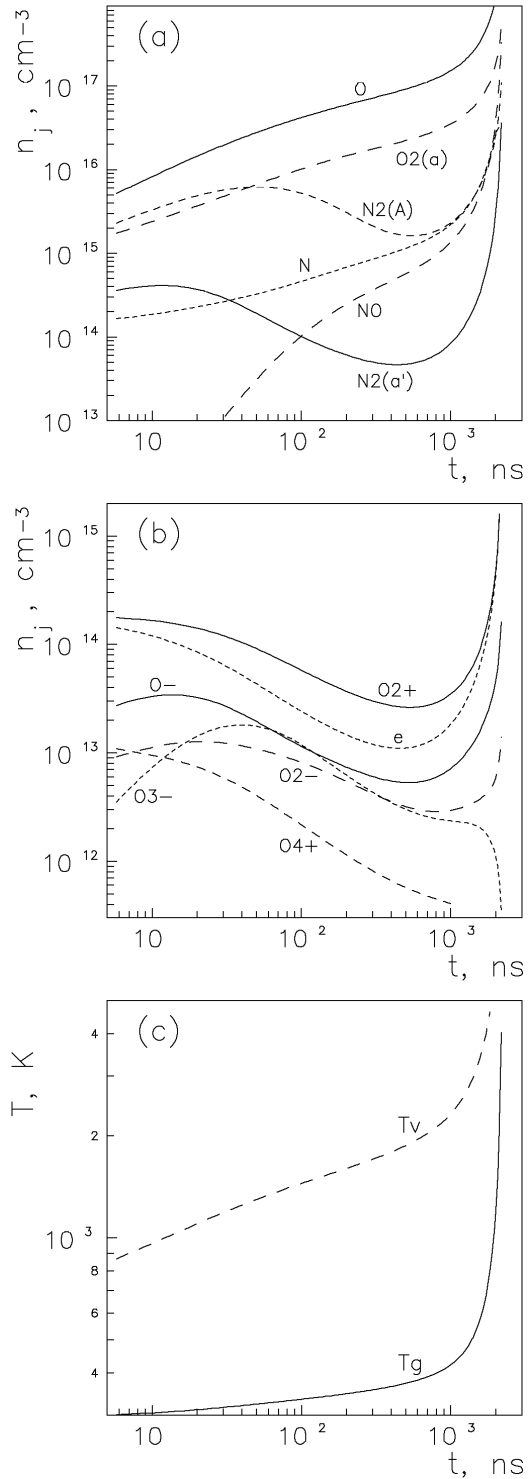 (a)
n_j , cm^-3
10^17
10^16
10^15
10^14
10^13
O
O2(a)
N2(A)
N
NO
N2(a')
10
10^2
10^3
t, ns
(b)
n_j , cm^-3
10^15
10^14
10^13
10^12
O2+
O-
e
O2-
O3-
O4+
10
10^2
10^3
t, ns
(c)
T, K
4
2
10^3
8
6
4
Tv
Tg
10
10^2
10^3
t, ns